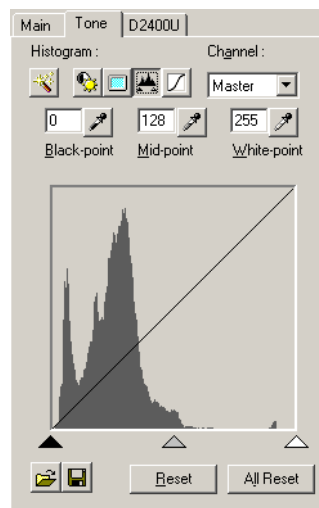 Main Tone D2400U
Histogram : Channel :
Master
0 128 255
Black-point Mid-point White-point
Reset All Reset